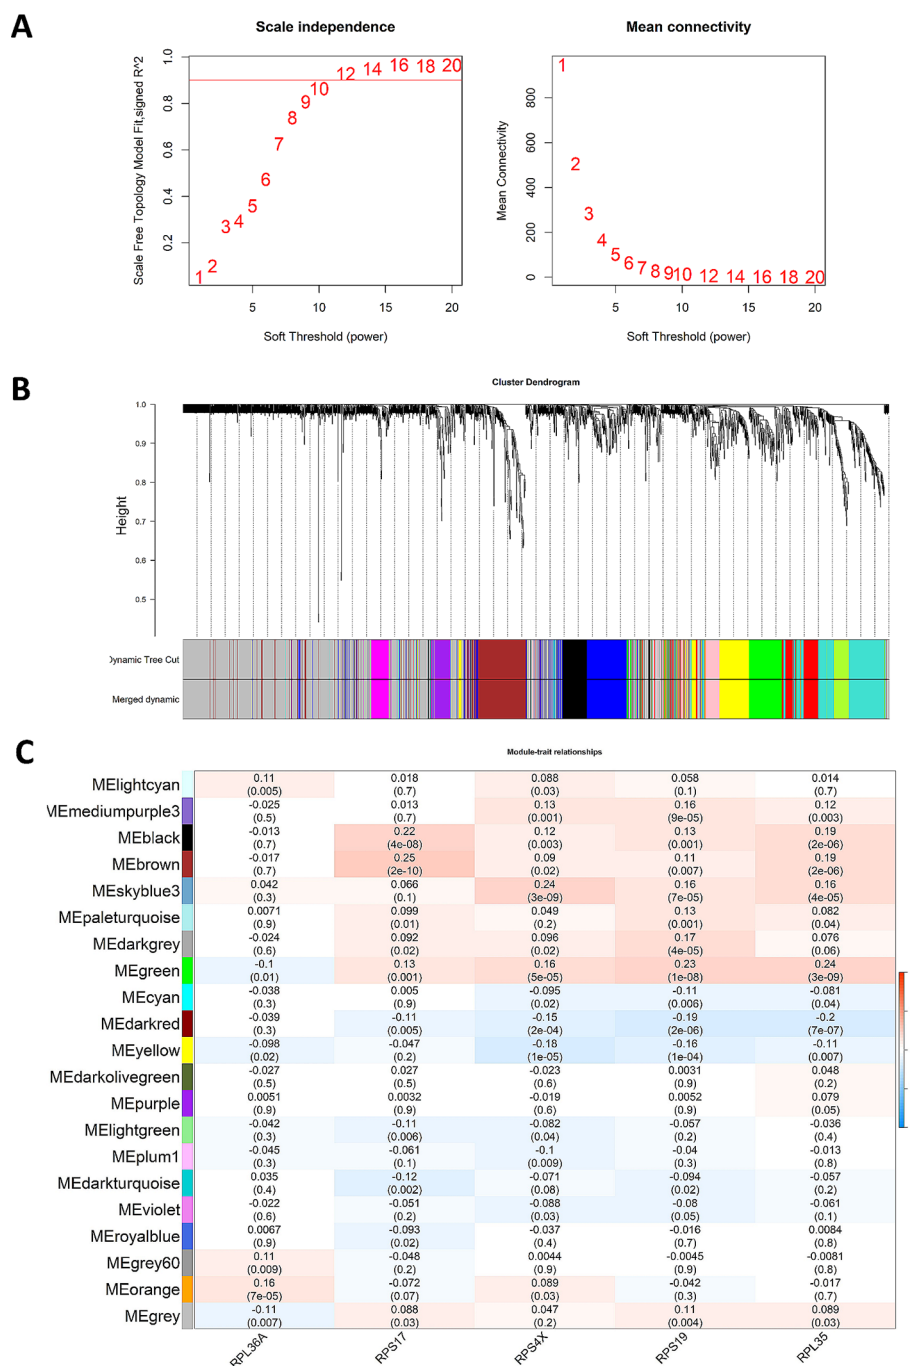 A
Scale independence
Mean connectivity
Scale Free Topology Model Fit,signed R^2
1.0
0.8
0.6
0.4
0.2
1 2 3 4 5 6 7 8 9 10 12 14 16 18 20
5 10 15 20
Soft Threshold (power)
Mean Connectivity
800
600
400
200
0
1 2 3 4 5 6 7 8 9 10 12 14 16 18 20
5 10 15 20
Soft Threshold (power)
B
Cluster Dendrogram
Height
1.0
0.9
0.8
0.7
0.6
0.5
Dynamic Tree Cut
Merged dynamic
C
Module-trait relationships
MElightcyan 0.11 0.018 0.088 0.058 0.014
(0.005) (0.7) (0.03) (0.1) (0.7)
MEmediumpurple3 -0.025 0.013 0.13 0.16 0.12
(0.5) (0.7) (0.001) (9e-05) (0.003)
MEblack -0.013 0.22 0.12 0.13 0.19
(0.7) (4e-08) (0.003) (0.001) (2e-06)
MEbrown -0.017 0.25 0.09 0.11 0.19
(0.7) (2e-10) (0.02) (0.007) (2e-06)
MEskyblue3 0.042 0.066 0.24 0.16 0.16
(0.3) (0.1) (3e-09) (7e-05) (4e-05)
MEpaleturquoise 0.0071 0.099 0.049 0.13 0.082
(0.9) (0.01) (0.2) (0.001) (0.04)
MEdarkgrey -0.024 0.092 0.096 0.17 0.076
(0.6) (0.02) (0.02) (4e-05) (0.06)
MEgreen -0.1 0.13 0.16 0.23 0.24
(0.01) (0.001) (5e-05) (1e-08) (3e-09)
MEcyan -0.038 0.005 -0.095 -0.11 -0.081
(0.3) (0.9) (0.02) (0.006) (0.04)
MEdarkred -0.039 -0.11 -0.15 -0.19 -0.2
(0.3) (0.005) (2e-04) (2e-06) (7e-07)
MEyellow -0.098 -0.047 -0.18 -0.16 -0.11
(0.02) (0.2) (1e-05) (1e-04) (0.007)
MEdarkolivegreen -0.027 0.027 -0.023 0.0031 0.048
(0.5) (0.5) (0.6) (0.9) (0.2)
MEpurple 0.0051 0.0032 -0.019 0.0052 0.079
(0.9) (0.9) (0.6) (0.9) (0.05)
MElightgreen -0.042 -0.11 -0.082 -0.057 -0.036
(0.3) (0.006) (0.04) (0.2) (0.4)
MEplum1 -0.045 -0.061 -0.1 -0.04 -0.013
(0.3) (0.1) (0.009) (0.3) (0.8)
MEdarkturquoise 0.035 -0.12 -0.071 -0.094 -0.057
(0.4) (0.002) (0.08) (0.02) (0.2)
MEviolet -0.022 -0.051 -0.088 -0.08 -0.061
(0.6) (0.2) (0.03) (0.05) (0.1)
MEroyalblue 0.0067 -0.093 -0.037 -0.016 0.0084
(0.9) (0.02) (0.4) (0.7) (0.8)
MEgrey60 0.11 -0.048 0.0044 -0.0045 -0.0081
(0.009) (0.2) (0.9) (0.9) (0.8)
MEorange 0.16 -0.072 0.089 -0.042 -0.017
(7e-05) (0.07) (0.03) (0.3) (0.7)
MEgrey -0.11 0.088 0.047 0.11 0.089
(0.007) (0.03) (0.2) (0.004) (0.03)
RPL36A RPS17 RPS4X RPS19 RPL35